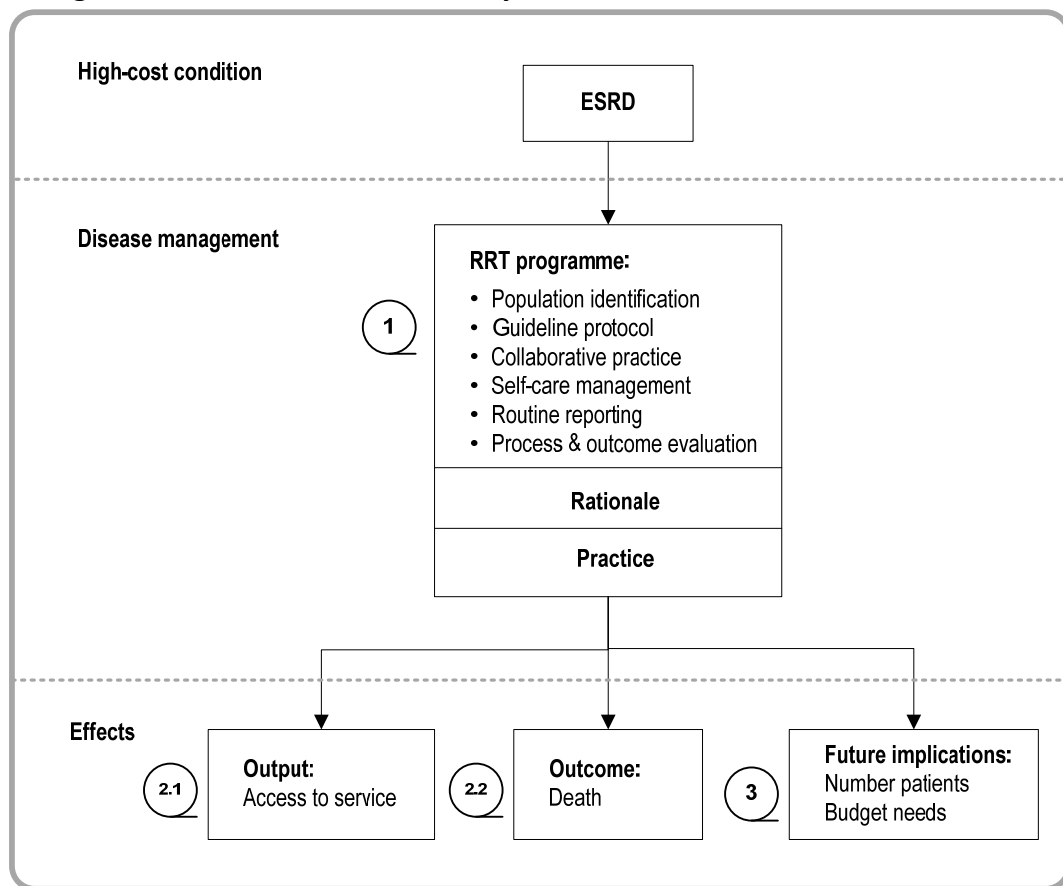 High-cost condition
ESRD
Disease management
RRT programme:
• Population identification
• Guideline protocol
• Collaborative practice
• Self-care management
• Routine reporting
• Process & outcome evaluation
1
Rationale
Practice
Effects
2.1
Output:
Access to service
2.2
Outcome:
Death
3
Future implications:
Number patients
Budget needs